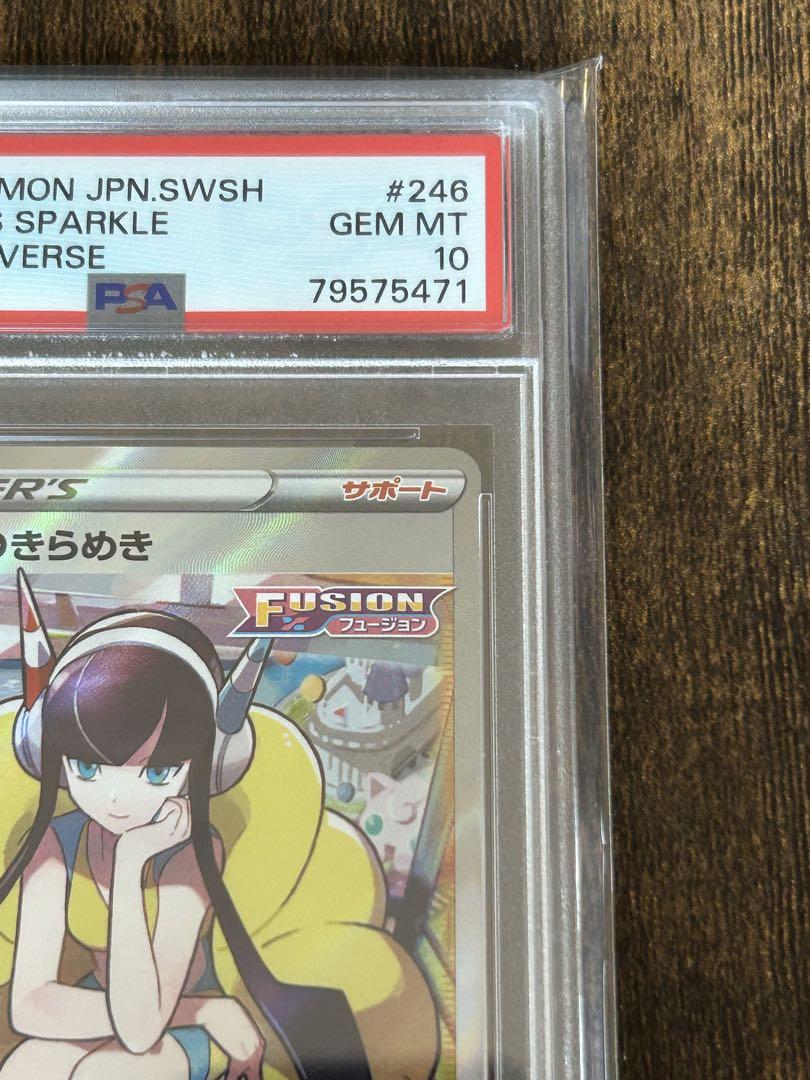 MON JPN.SWSH #246
S SPARKLE GEM MT
VERSE 10
PSA 79575471
ER'S サポート
きらめき
FUSION
フュージョン